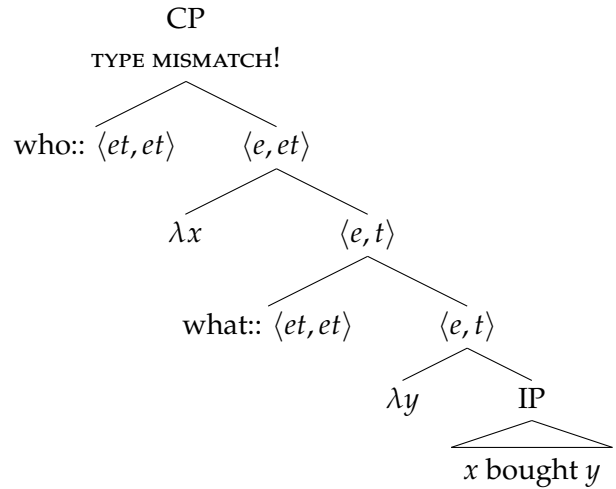 CP
TYPE MISMATCH!
who:: ⟨et, et⟩ ⟨e, et⟩
λx ⟨e, t⟩
what:: ⟨et, et⟩ ⟨e, t⟩
λy IP
x bought y